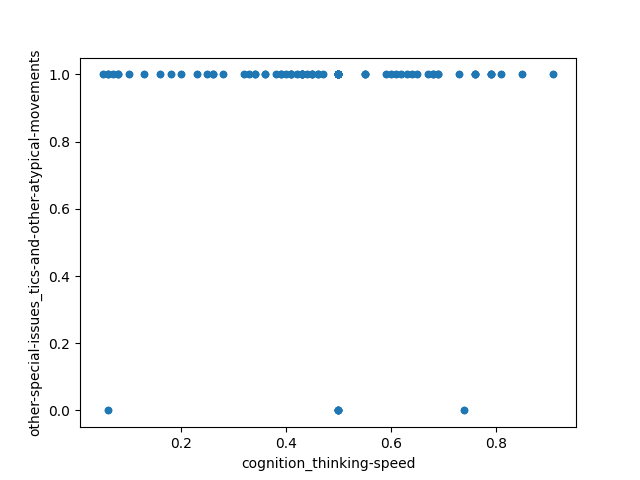 other-special-issues_tics-and-other-atypical-movements
1.0
0.8
0.6
0.4
0.2
0.0
0.2 0.4 0.6 0.8
cognition_thinking-speed